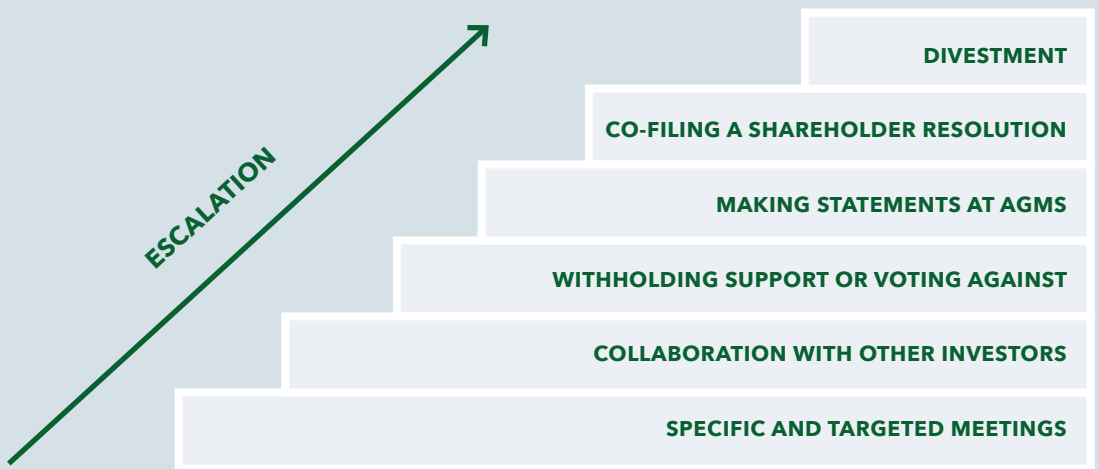 DIVESTMENT
CO-FILING A SHAREHOLDER RESOLUTION
ESCALATION
MAKING STATEMENTS AT AGMS
WITHHOLDING SUPPORT OR VOTING AGAINST
COLLABORATION WITH OTHER INVESTORS
SPECIFIC AND TARGETED MEETINGS